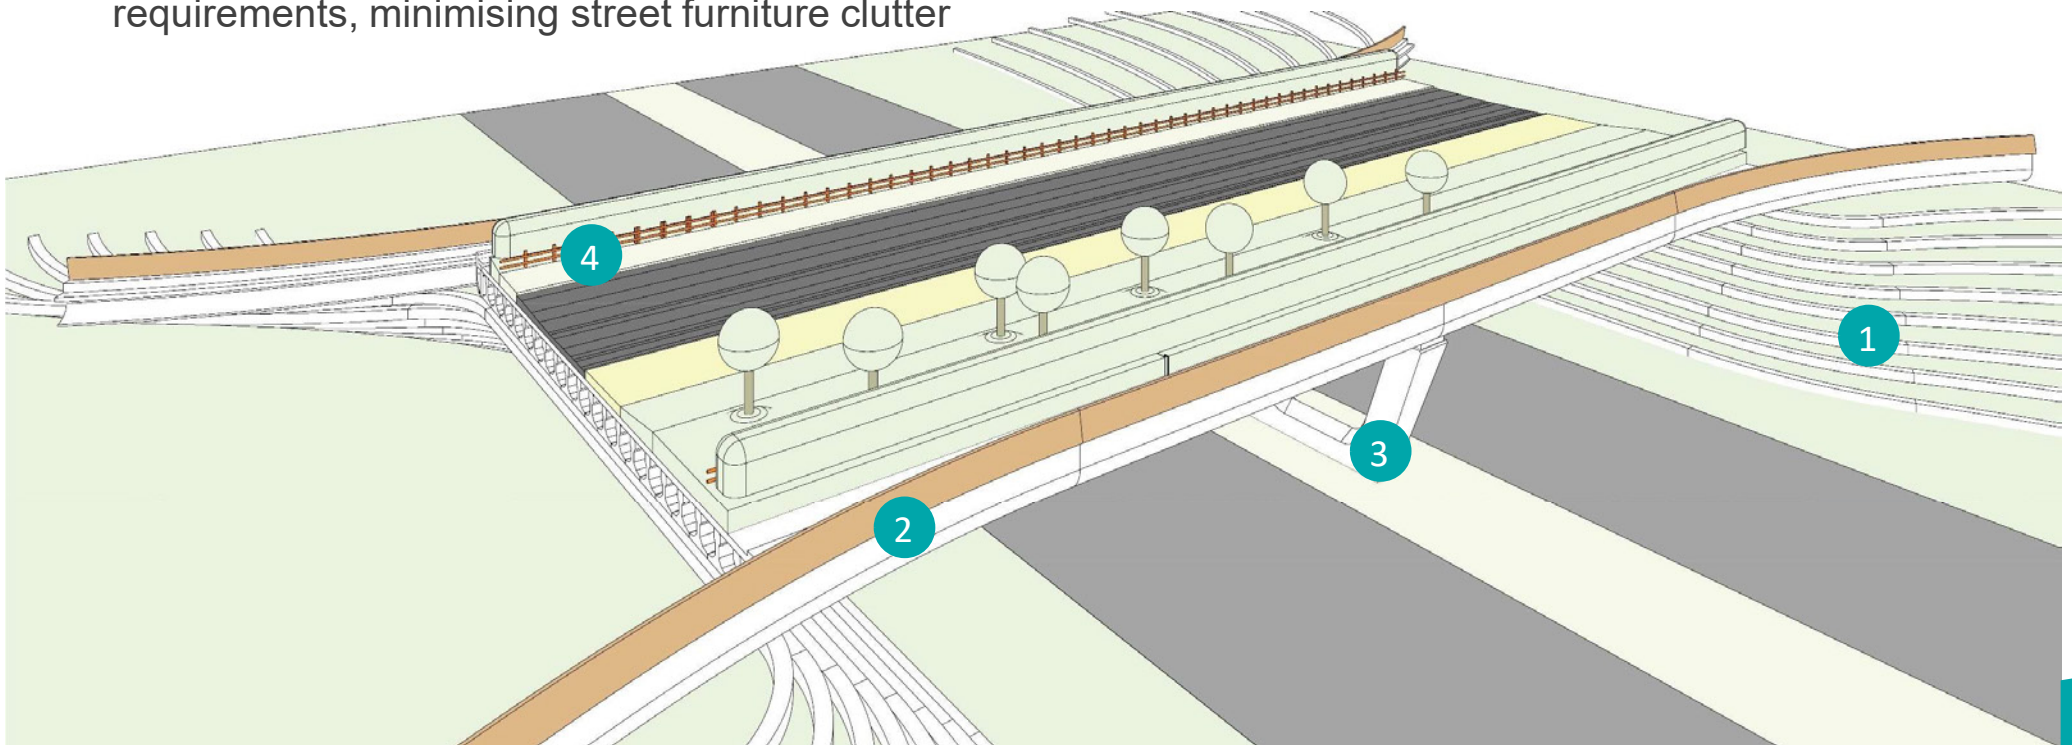 requirements, minimising street furniture clutter
4
1
3
2